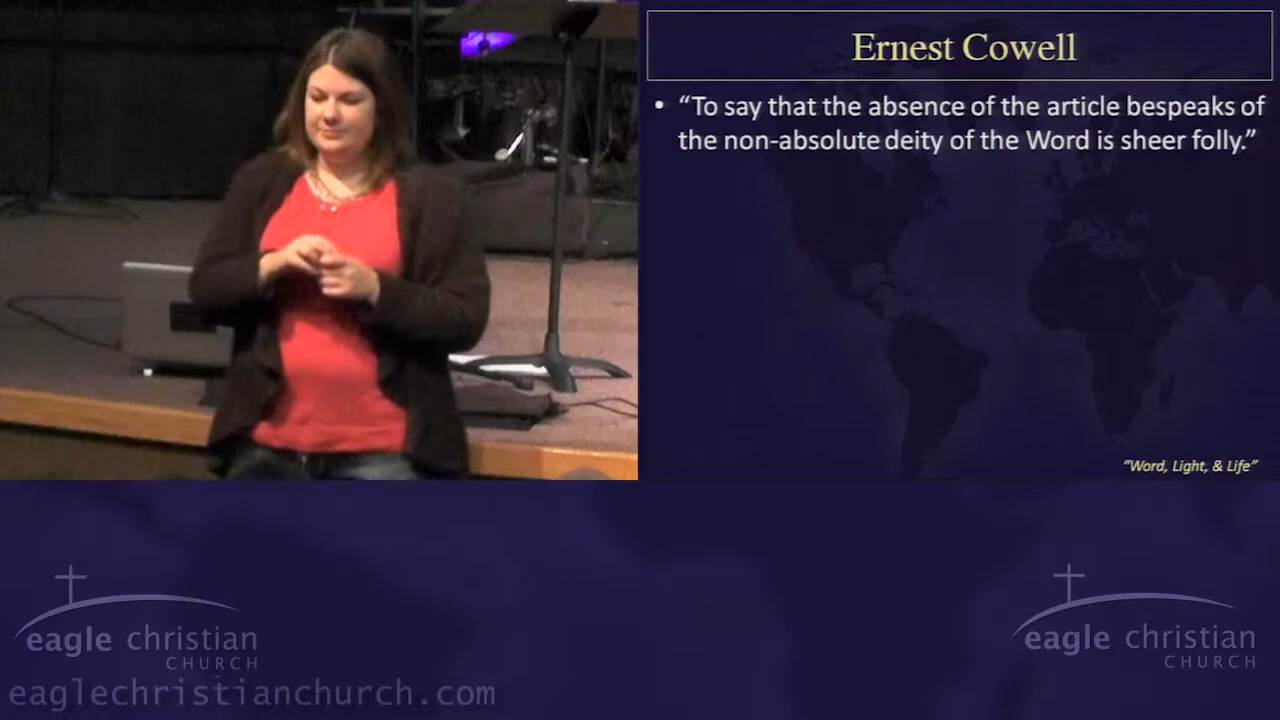 Ernest Cowell
• “To say that the absence of the article bespeaks of
the non-absolute deity of the Word is sheer folly.”
“Word, Light, & Life”
eagle christian
CHURCH
eagle christian
CHURCH
eaglechristianchurch.com